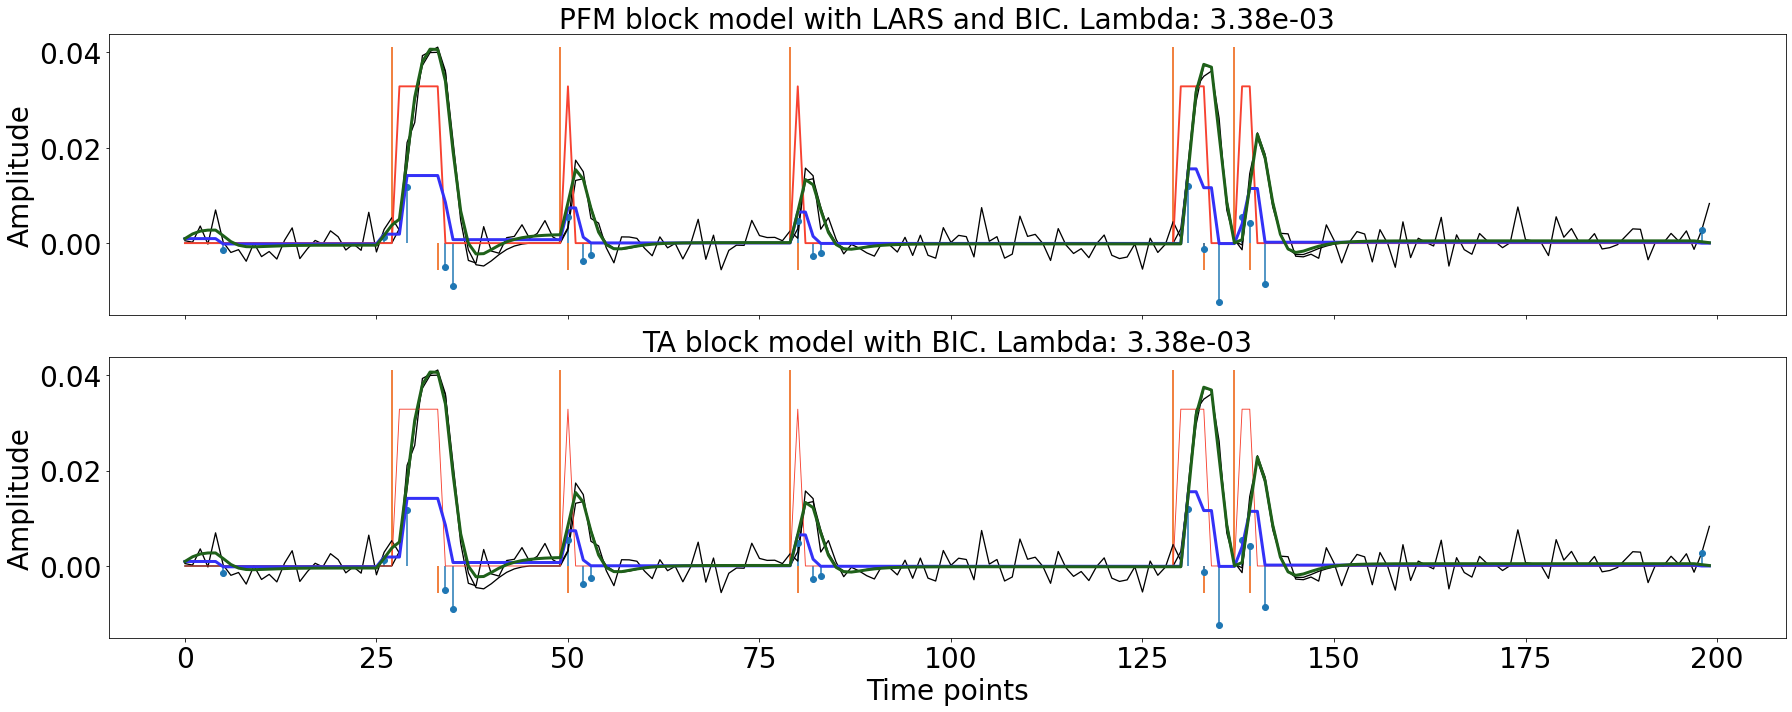 PFM block model with LARS and BIC. Lambda: 3.38e-03
0.04
0.02
0.00
Amplitude
TA block model with BIC. Lambda: 3.38e-03
0.04
0.02
0.00
Amplitude
0 25 50 75 100 125 150 175 200
Time points